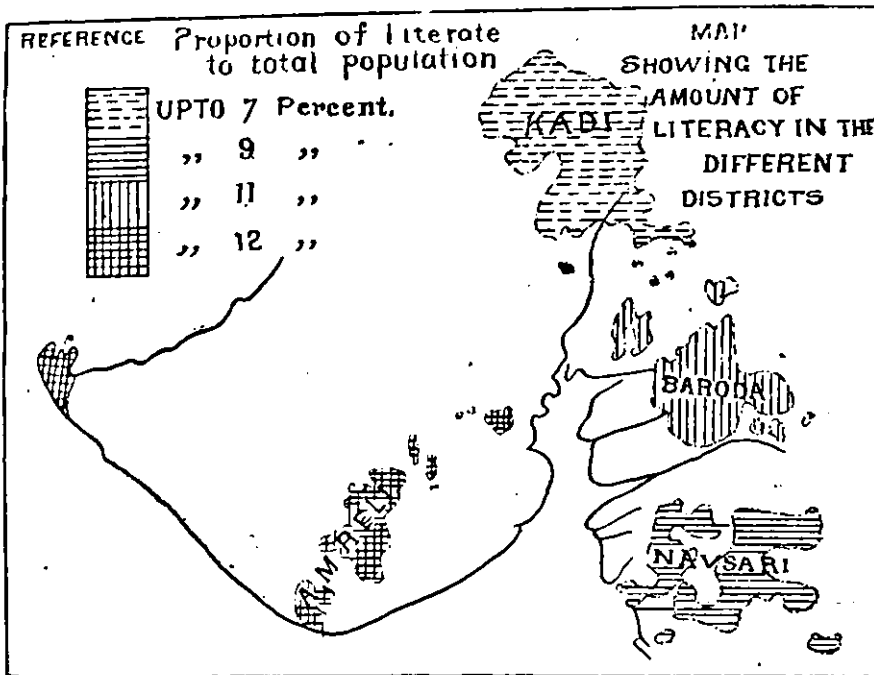 REFERENCE
Proportion of literate
to total population
UPTO 7 Percent.
„ 9 „
„ 11 „
„ 12 „
MAP
SHOWING THE
AMOUNT OF
LITERACY IN THE
DIFFERENT
DISTRICTS
KADI
BARODA
AMRELI
NAVSARI